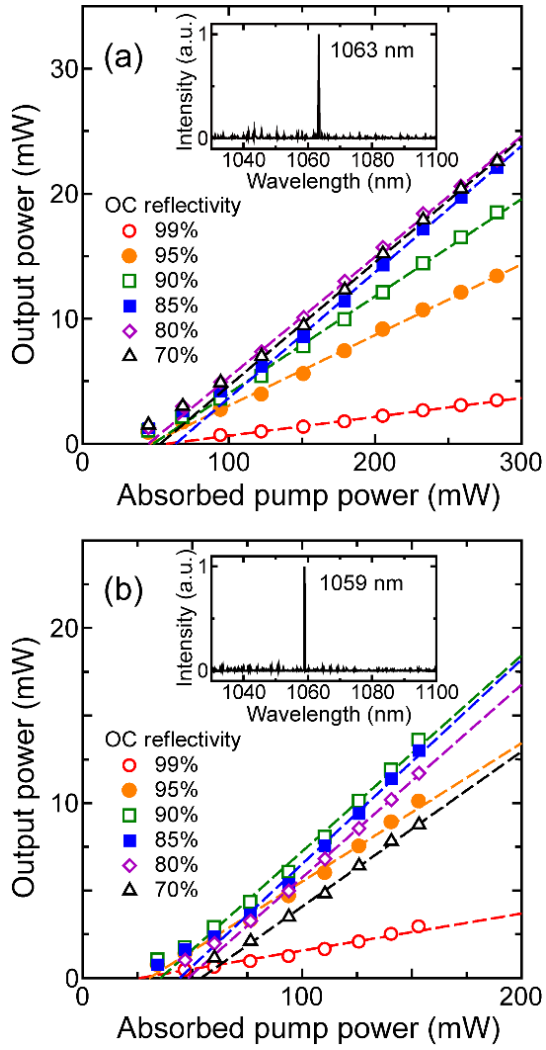 (a)
1063 nm
Intensity (a.u.)
1
0
1040 1060 1080 1100
Wavelength (nm)
OC reflectivity
99%
95%
90%
85%
80%
70%
Output power (mW)
30
20
10
0
0 100 200 300
Absorbed pump power (mW)
(b)
1059 nm
Intensity (a.u.)
1
0
1040 1060 1080 1100
Wavelength (nm)
OC reflectivity
99%
95%
90%
85%
80%
70%
Output power (mW)
20
10
0
0 100 200
Absorbed pump power (mW)